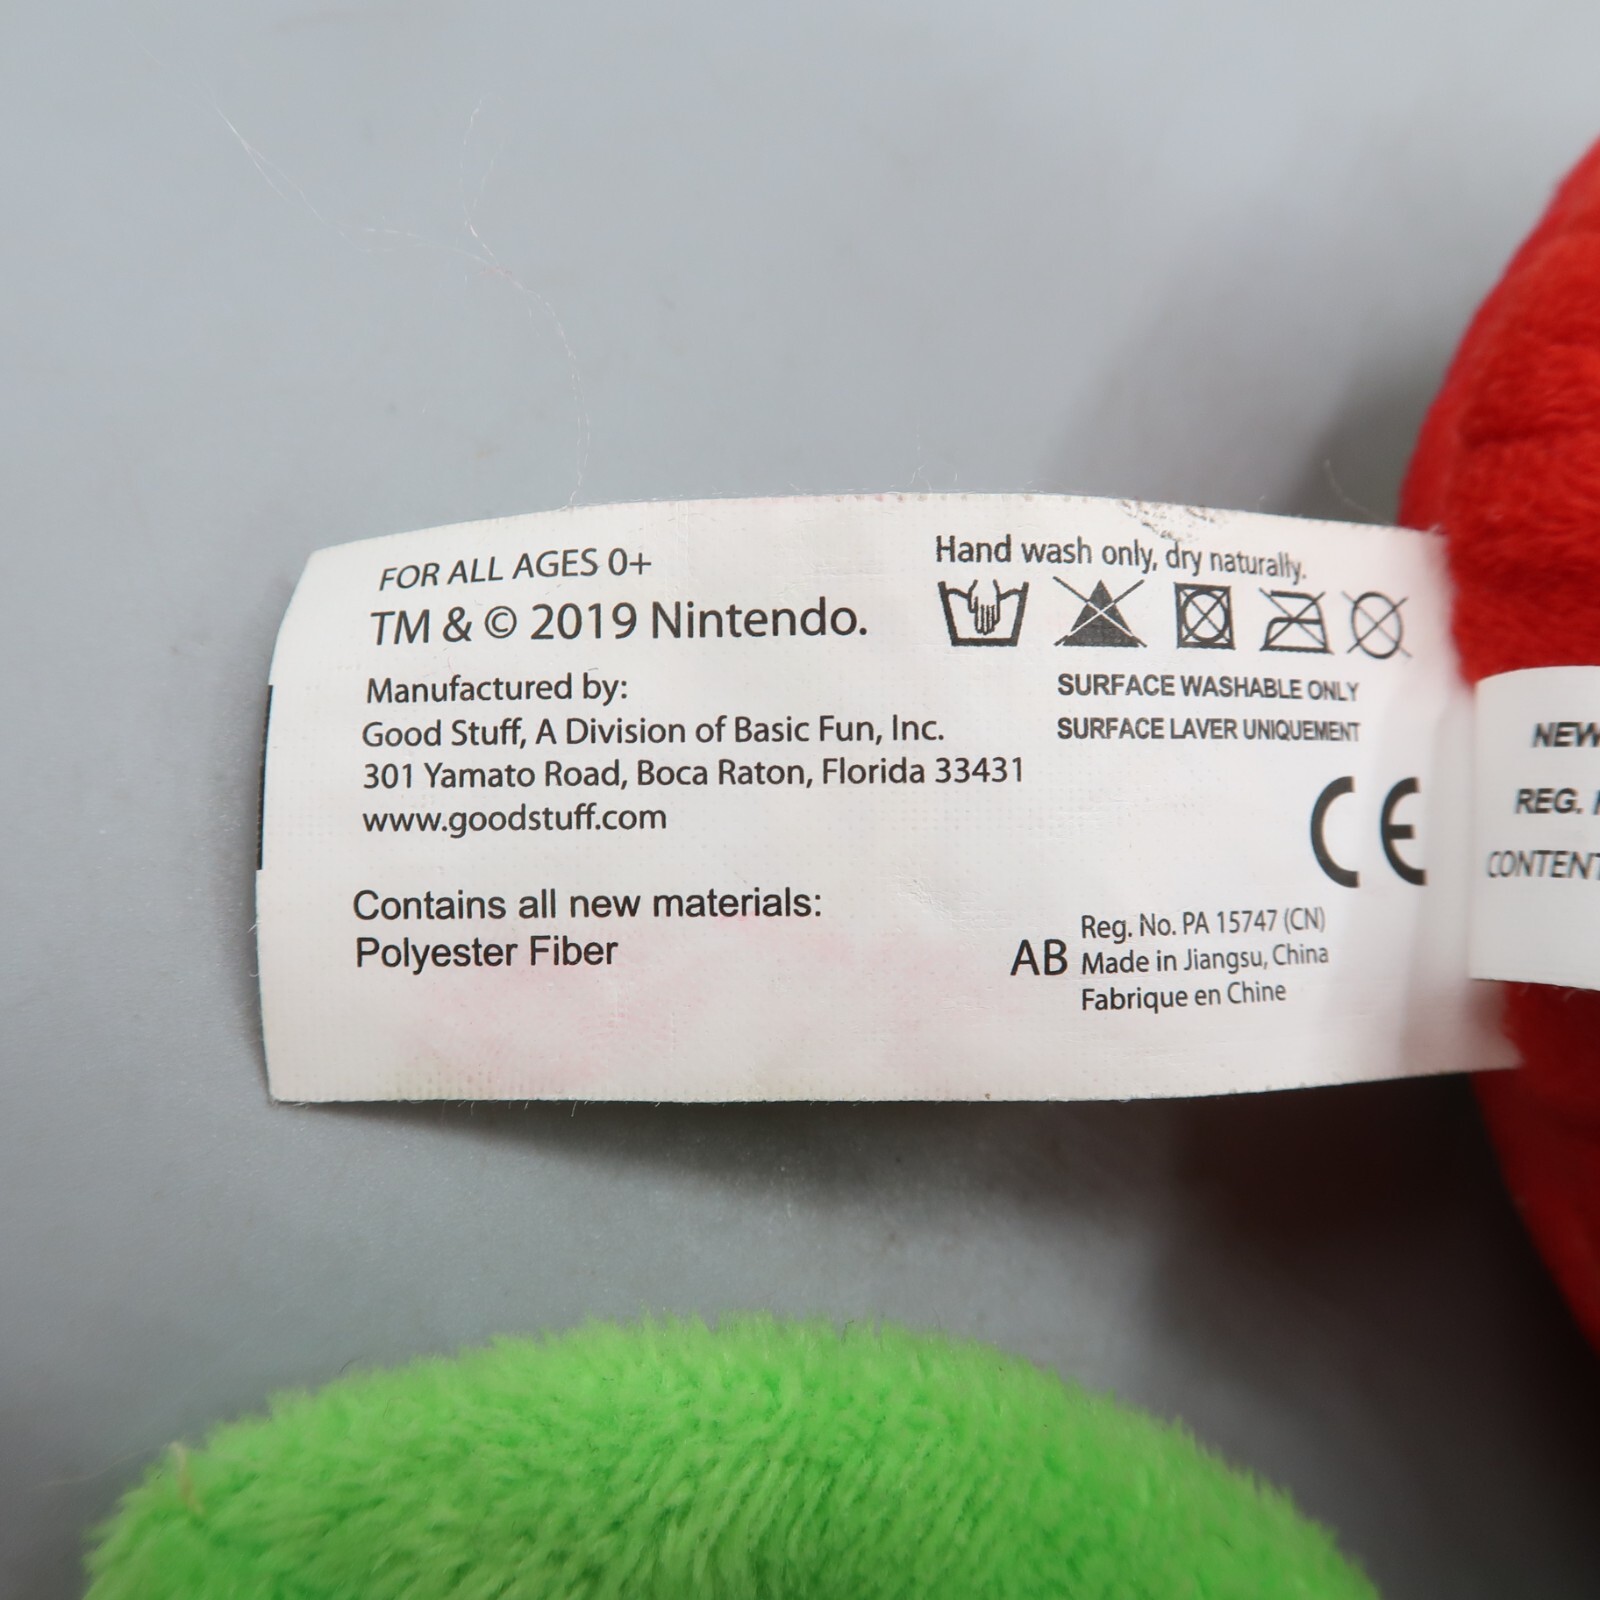 FOR ALL AGES 0+
TM & © 2019 Nintendo.
Manufactured by:
Good Stuff, A Division of Basic Fun, Inc.
301 Yamato Road, Boca Raton, Florida 33431
www.goodstuff.com
Contains all new materials:
Polyester Fiber
Hand wash only, dry naturally.
SURFACE WASHABLE ONLY
SURFACE LAVER UNIQUEMENT
CE
AB
Reg. No. PA 15747 (CN)
Made in Jiangsu, China
Fabrique en Chine
NEW
REG.
CONTENT